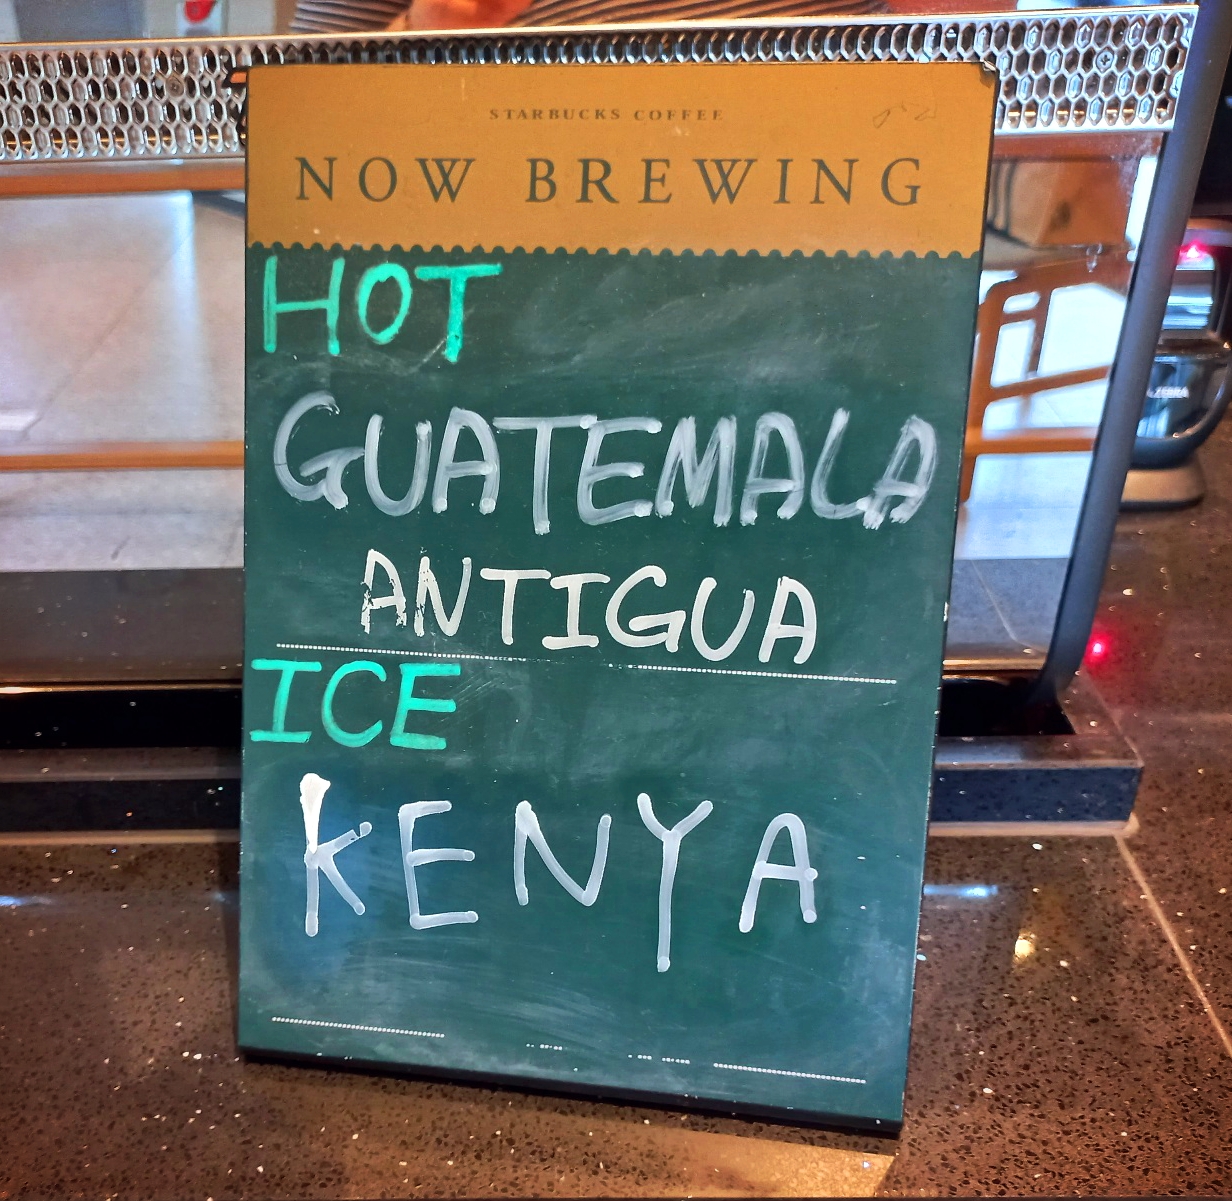 STARBUCKS COFFEE
NOW BREWING
HOT
GUATEMALA
ANTIGUA
ICE
KENYA